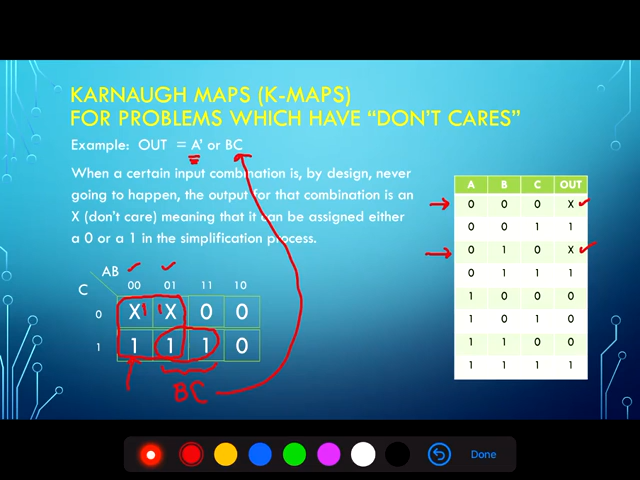 KARNAUGH MAPS (K-MAPS)
FOR PROBLEMS WHICH HAVE “DON’T CARES”
Example: OUT = A' or BC
When a certain input combination is, by design, never
going to happen, the output for that combination is an
X (don’t care) meaning that it can be assigned either
a 0 or a 1 in the simplification process.
AB
00 01 11 10
C
0 X 1 1 X 0 0
1 1 1 1 0
BC
A B C OUT
0 0 0 X
0 0 1 1
0 1 0 X
0 1 1 1
1 0 0 0
1 0 1 0
1 1 0 0
1 1 1 1
Done